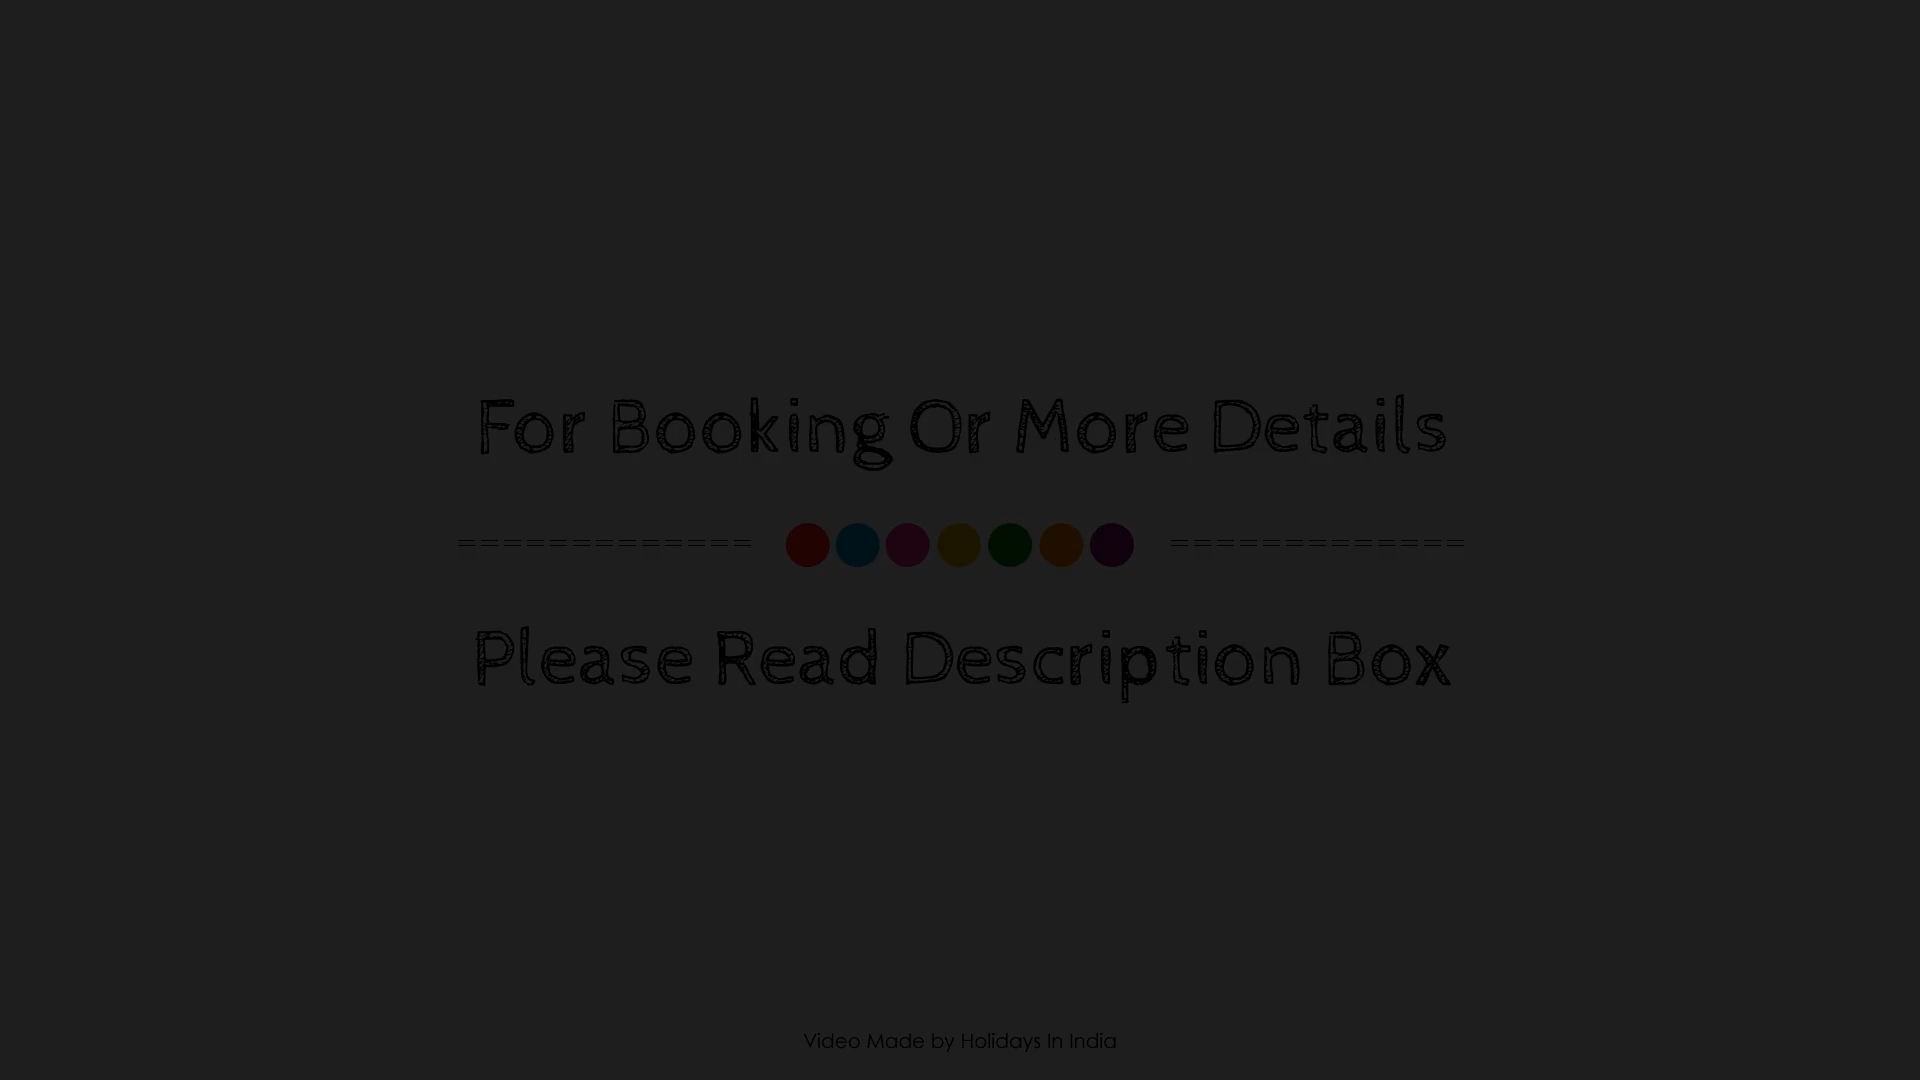 For Booking Or More Details
============= =============
Please Read Description Box
Video Made by Holidays In India